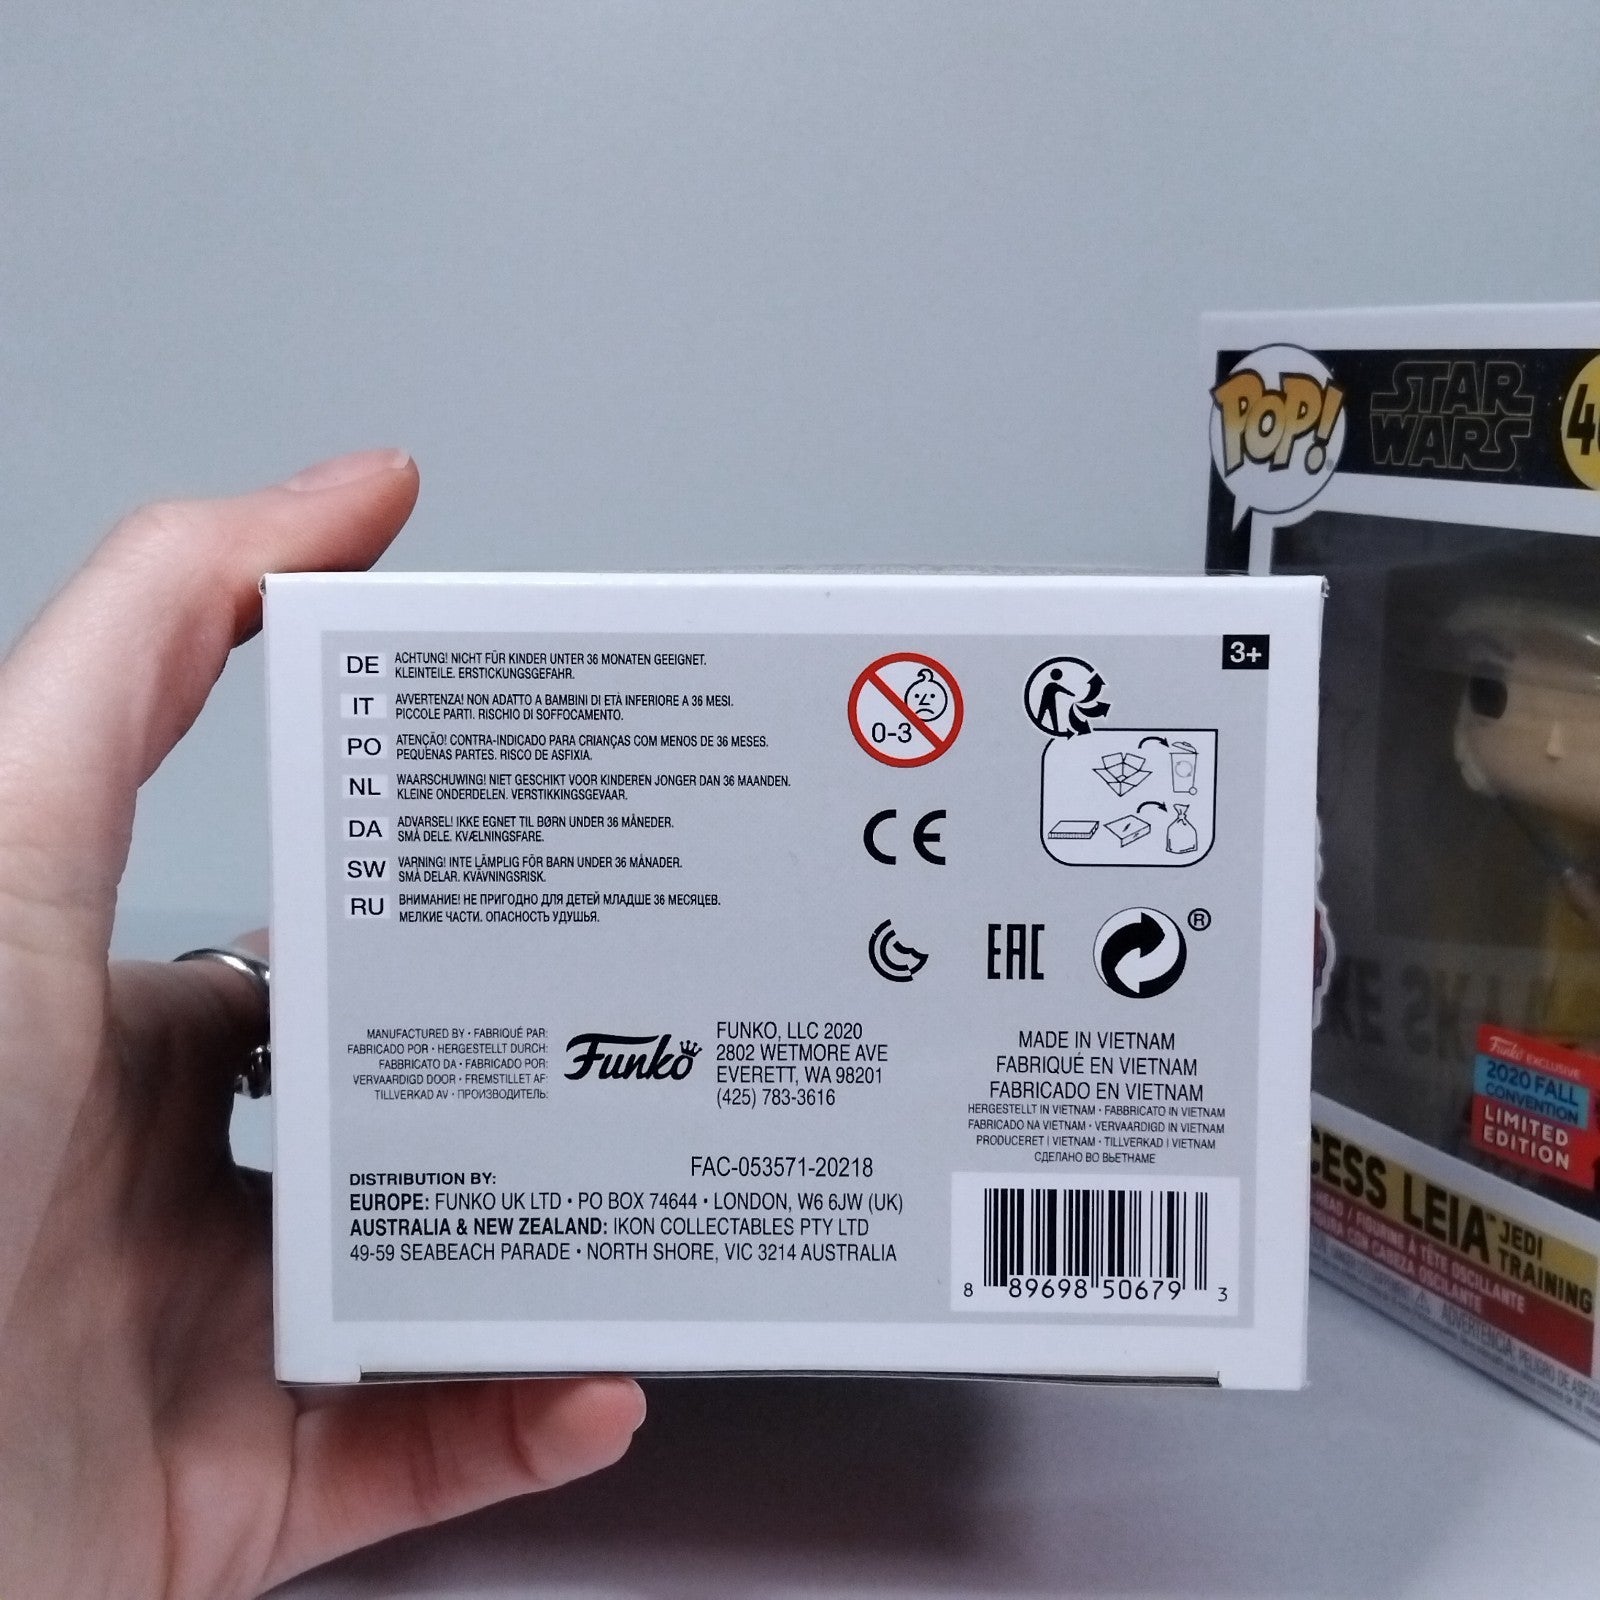 DE ACHTUNG! NICHT FÜR KINDER UNTER 36 MONATEN GEEIGNET.
KLEINTEILE. ERSTICKUNGSGEFAHR.
IT AVVERTENZA! NON ADATTO A BAMBINI DI ETÀ INFERIORE A 36 MESI.
PICCOLE PARTI. RISCHIO DI SOFFOCAMENTO.
PO ATENÇÃO! CONTRA-INDICADO PARA CRIANÇAS COM MENOS DE 36 MESES.
PEQUENAS PARTES. RISCO DE ASFIXIA.
NL WAARSCHUWING! NIET GESCHIKT VOOR KINDEREN JONGER DAN 36 MAANDEN.
KLEINE ONDERDELEN. VERSTIKKINGSGEVAAR.
DA ADVARSEL! IKKE EGNET TIL BØRN UNDER 36 MÅNEDER.
SMÅ DELE. KVÆLNINGSFARE.
SW VARNING! INTE LÄMPLIG FÖR BARN UNDER 36 MÅNADER.
SMÅ DELAR. KVÄVNINGSRISK.
RU ВНИМАНИЕ! НЕ ПРИГОДНО ДЛЯ ДЕТЕЙ МЛАДШЕ 36 МЕСЯЦЕВ.
МЕЛКИЕ ЧАСТИ. ОПАСНОСТЬ УДУШЬЯ.
0-3
3+
CE
EAC
®
MANUFACTURED BY • FABRIQUÉ PAR:
FABRICADO POR • HERGESTELLT DURCH:
FABBRICATO DA • FABRICADO POR:
VERVAARDIGD DOOR • FREMSTILLET AF:
TILLVERKAD AV • ПРОИЗВОДИТЕЛЬ:
Funko
FUNKO, LLC 2020
2802 WETMORE AVE
EVERETT, WA 98201
(425) 783-3616
MADE IN VIETNAM
FABRIQUÉ EN VIETNAM
FABRICADO EN VIETNAM
HERGESTELLT IN VIETNAM • FABBRICATO IN VIETNAM
FABRICADO NA VIETNAM • VERVAARDIGD IN VIETNAM
PRODUCERET I VIETNAM • TILLVERKAD I VIETNAM
СДЕЛАНО ВО ВЬЕТНАМЕ
FAC-053571-20218
DISTRIBUTION BY:
EUROPE: FUNKO UK LTD • PO BOX 74644 • LONDON, W6 6JW (UK)
AUSTRALIA & NEW ZEALAND: IKON COLLECTABLES PTY LTD
49-59 SEABEACH PARADE • NORTH SHORE, VIC 3214 AUSTRALIA
8 89698 50679 3
POP!
STAR
WARS
Funko EXCLUSIVE
2020 FALL
CONVENTION
LIMITED
EDITION
CESS LEIA™ JEDI
TRAINING
HEAD / FIGURINE À TÊTE OSCILLANTE
FIGURA CON CABEZA OSCILANTE